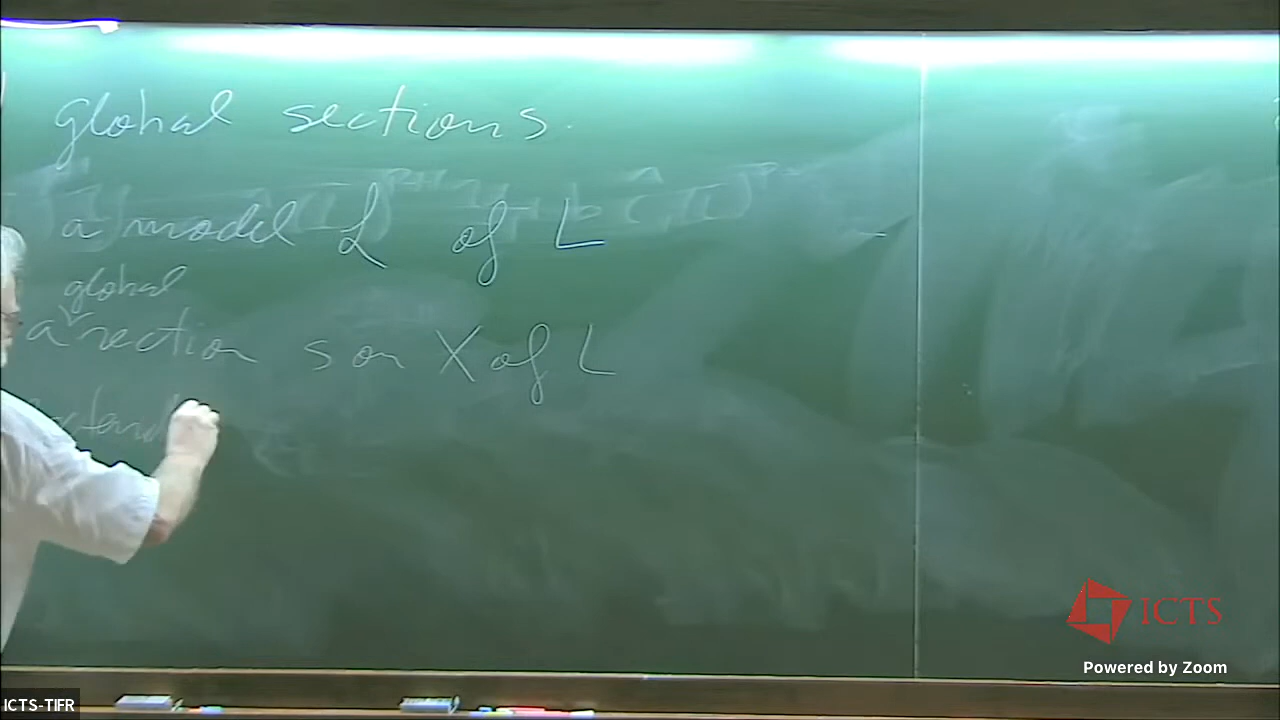 global sections.
a model ℒ of L
global
a section s on X of L
extend
ICTS
Powered by Zoom
ICTS-TIFR